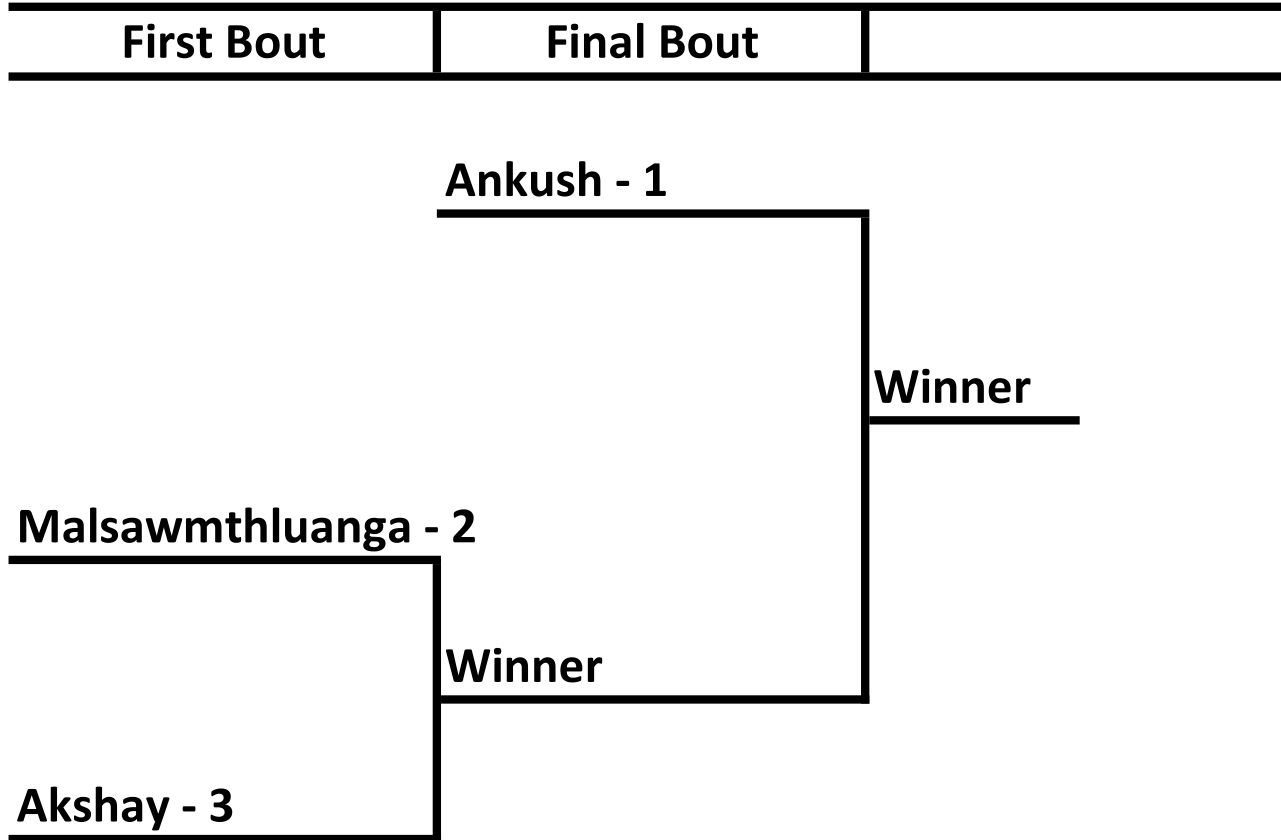 First Bout
Final Bout
Ankush - 1
Winner
Malsawmthluanga - 2
Winner
Akshay - 3